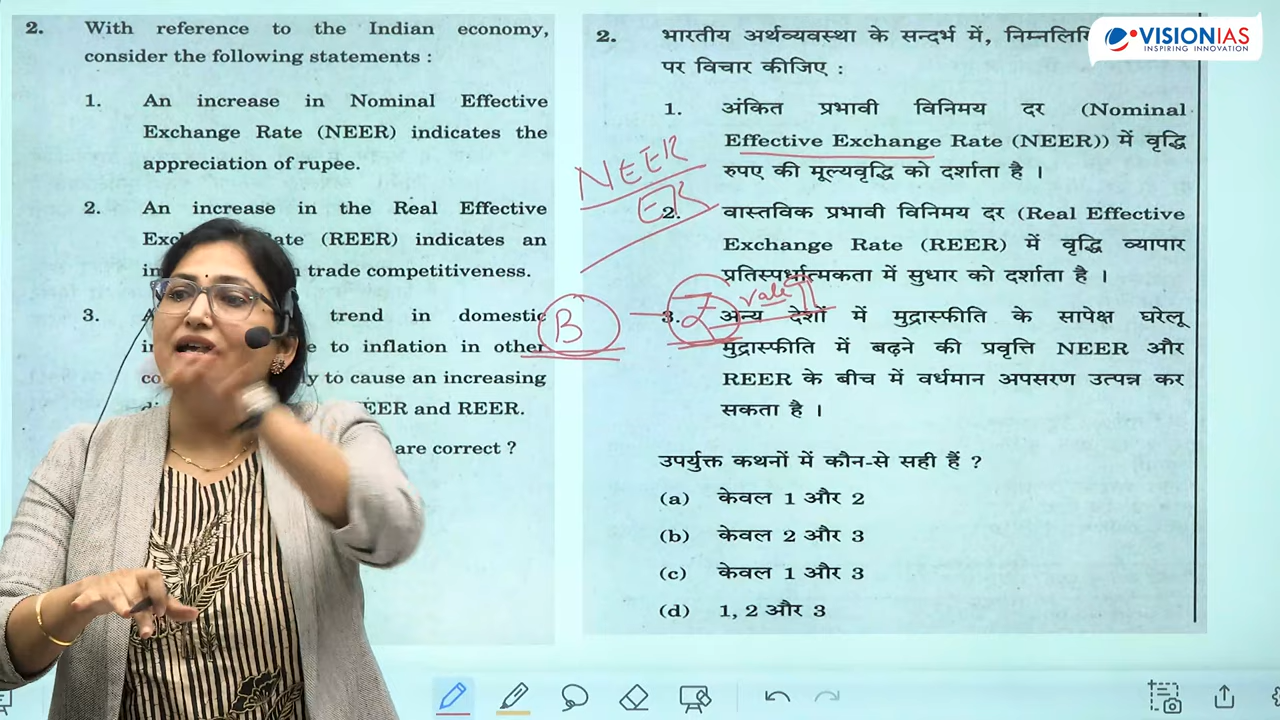 VISIONIAS
INSPIRING INNOVATION
2. With reference to the Indian economy,
consider the following statements :
1. An increase in Nominal Effective
Exchange Rate (NEER) indicates the
appreciation of rupee.
2. An increase in the Real Effective
Rate (REER) indicates an
trade competitiveness.
3. trend in domestic
to inflation in other
to cause an increasing
and REER.
are correct ?
2. भारतीय अर्थव्यवस्था के सन्दर्भ में,
पर विचार कीजिए :
1. अंकित प्रभावी विनिमय दर (Nominal
Effective Exchange Rate (NEER)) में वृद्धि
रुपए की मूल्यवृद्धि को दर्शाता है ।
2. वास्तविक प्रभावी विनिमय दर (Real Effective
Exchange Rate (REER) में वृद्धि व्यापार
प्रतिस्पर्धात्मकता में सुधार को दर्शाता है ।
3. अन्य देशों में मुद्रास्फीति के सापेक्ष घरेलू
मुद्रास्फीति में बढ़ने की प्रवृत्ति NEER और
REER के बीच में वर्धमान अपसरण उत्पन्न कर
सकता है ।
उपर्युक्त कथनों में कौन-से सही हैं ?
(a) केवल 1 और 2
(b) केवल 2 और 3
(c) केवल 1 और 3
(d) 1, 2 और 3
NEER
ER
B
rate